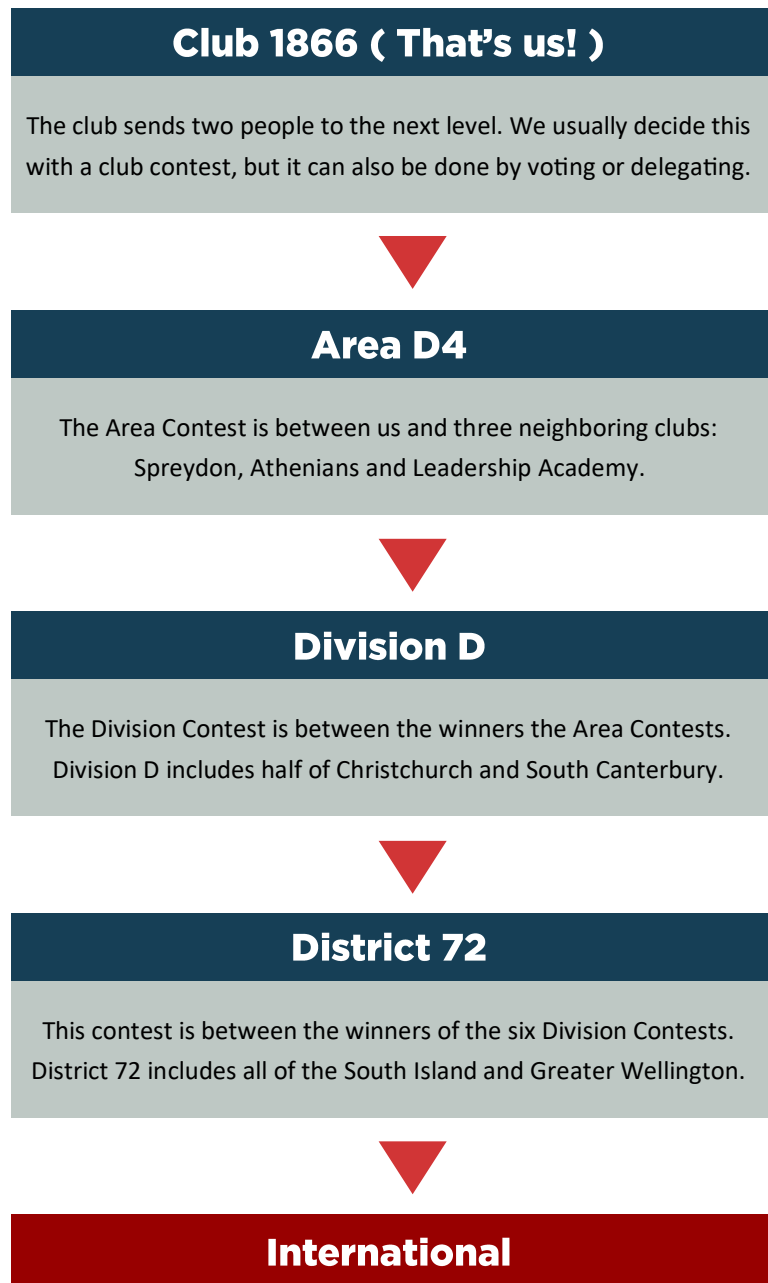 Club 1866 ( That's us! )
The club sends two people to the next level. We usually decide this
with a club contest, but it can also be done by voting or delegating.
Area D4
The Area Contest is between us and three neighboring clubs:
Spreydon, Athenians and Leadership Academy.
Division D
The Division Contest is between the winners the Area Contests.
Division D includes half of Christchurch and South Canterbury.
District 72
This contest is between the winners of the six Division Contests.
District 72 includes all of the South Island and Greater Wellington.
International